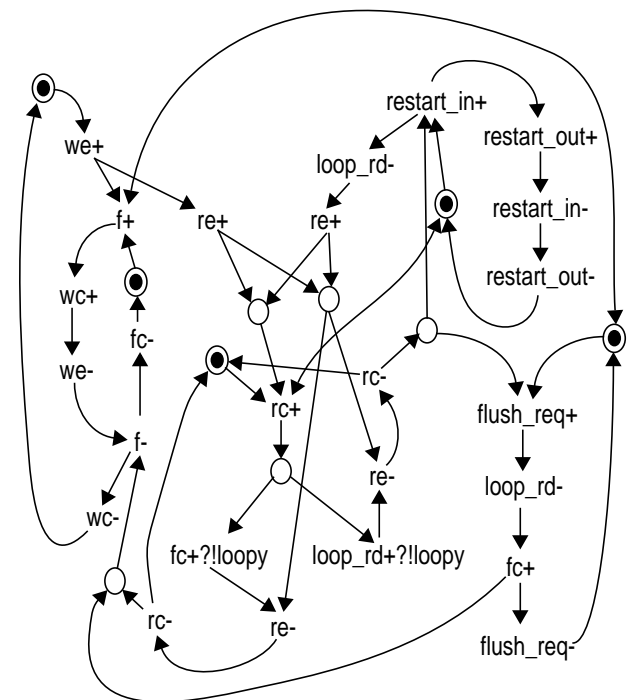 restart_in+
restart_out+
we+
loop_rd-
restart_in-
f+
re+
re+
restart_out-
wc+
fc-
we-
rc-
rc+
flush_req+
f-
re-
loop_rd-
wc-
fc+?!loopy
loop_rd+?!loopy
fc+
rc-
re-
flush_req-